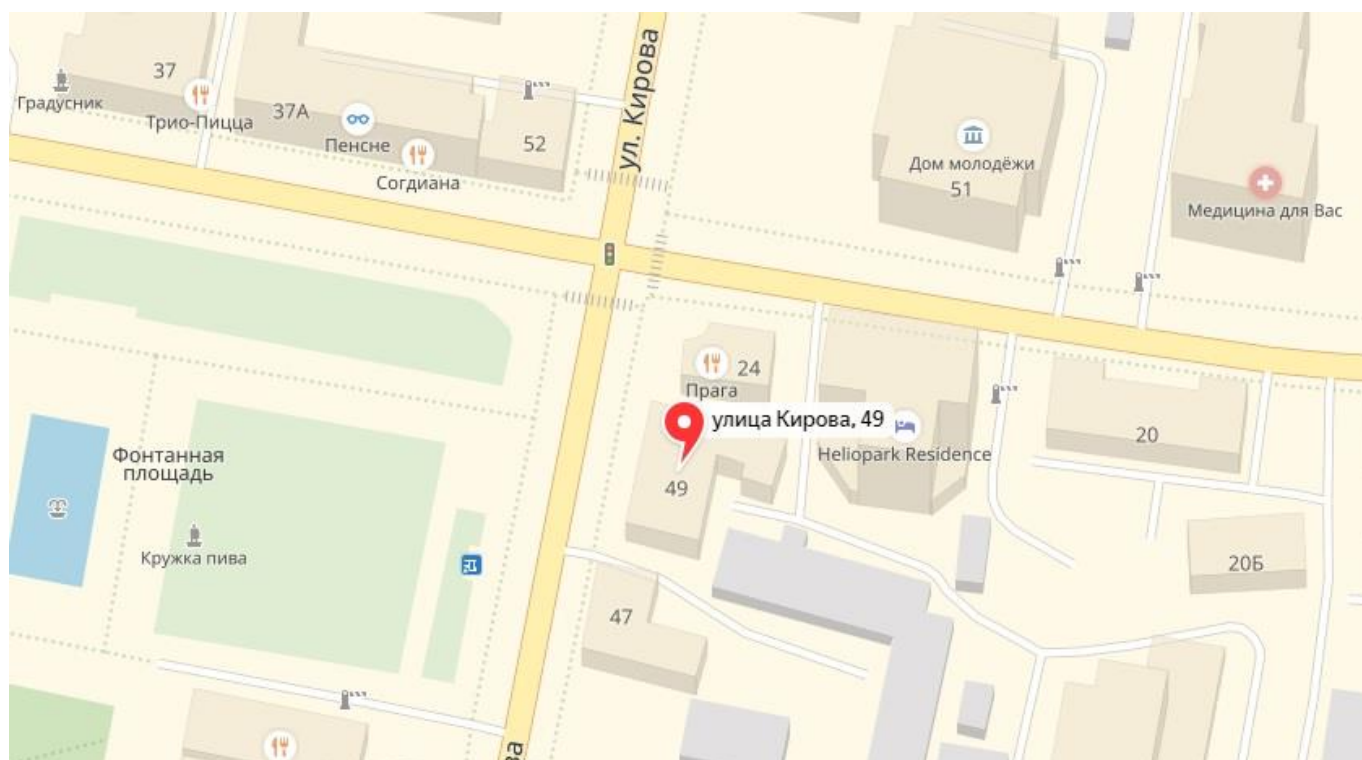 ул. Кирова
37
Градусник
Трио-Пицца
37А
Пенсне
52
Согдиана
Дом молодёжи
51
Медицина для Вас
24
Прага
улица Кирова, 49
Heliopark Residence
20
Фонтанная
площадь
49
Кружка пива
20Б
47
ва